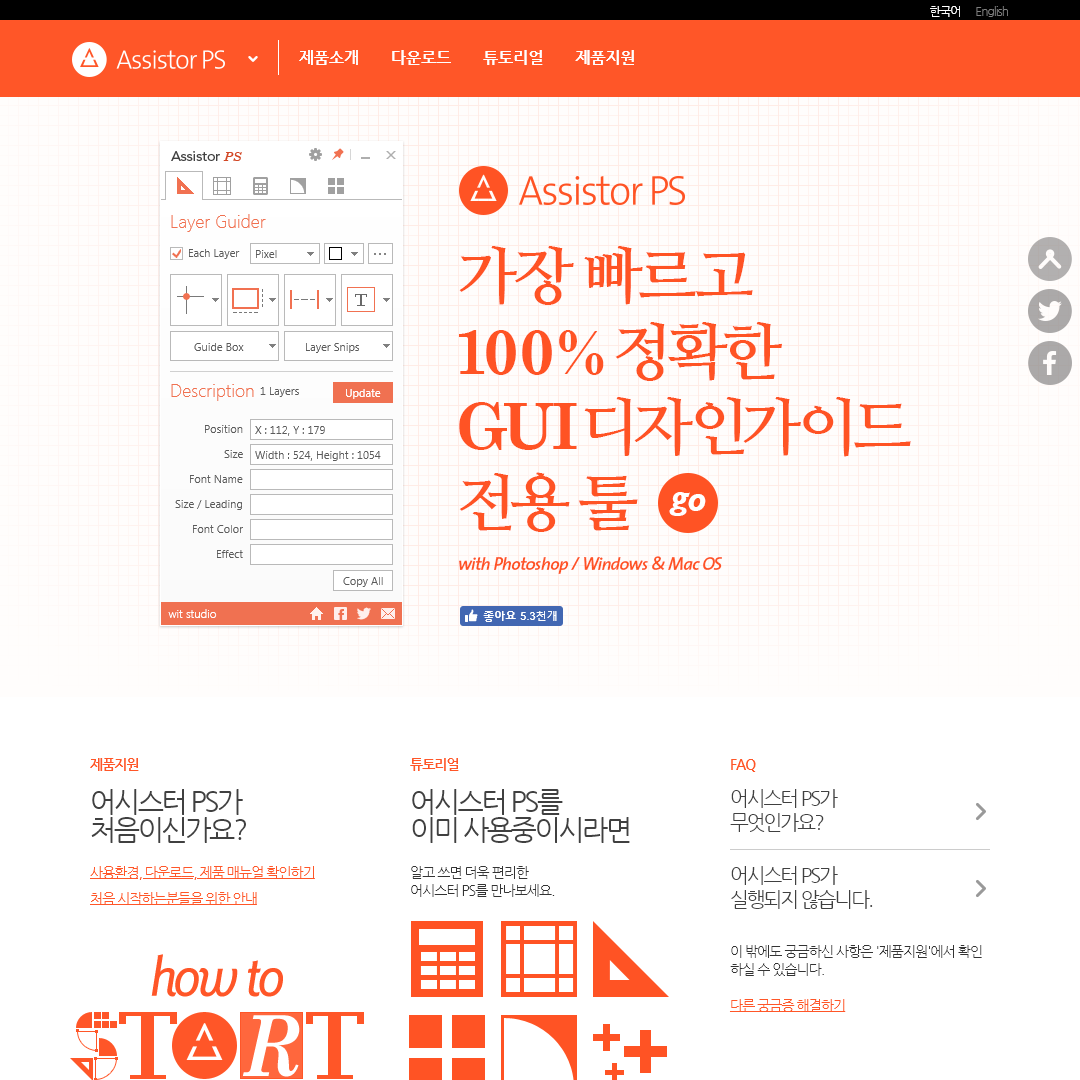 한국어 English
Assistor PS 제품소개 다운로드 튜토리얼 제품지원
Assistor PS
Layer Guider
Each Layer Pixel
T
Guide Box Layer Snips
Description 1 Layers Update
Position X : 112, Y : 179
Size Width : 524, Height : 1054
Font Name
Size / Leading
Font Color
Effect
Copy All
wit studio
Assistor PS
가장 빠르고
100% 정확한
GUI 디자인가이드
전용 툴 go
with Photoshop / Windows & Mac OS
좋아요 5.3천개
제품지원
어시스터 PS가
처음이신가요?
사용환경, 다운로드, 제품 매뉴얼 확인하기
처음 시작하는분들을 위한 안내
how to
START
튜토리얼
어시스터 PS를
이미 사용중이시라면
알고 쓰면 더욱 편리한
어시스터 PS를 만나보세요.
FAQ
어시스터 PS가
무엇인가요?
어시스터 PS가
실행되지 않습니다.
이 밖에도 궁금하신 사항은 '제품지원'에서 확인
하실 수 있습니다.
다른 궁금증 해결하기